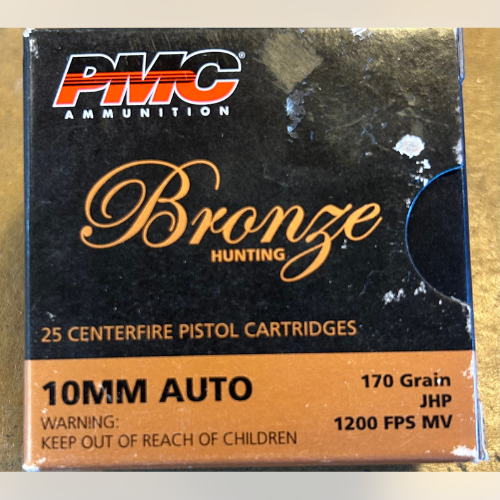 PMC®
AMMUNITION
Bronze
HUNTING
25 CENTERFIRE PISTOL CARTRIDGES
10MM AUTO
170 Grain
JHP
1200 FPS MV
WARNING:
KEEP OUT OF REACH OF CHILDREN